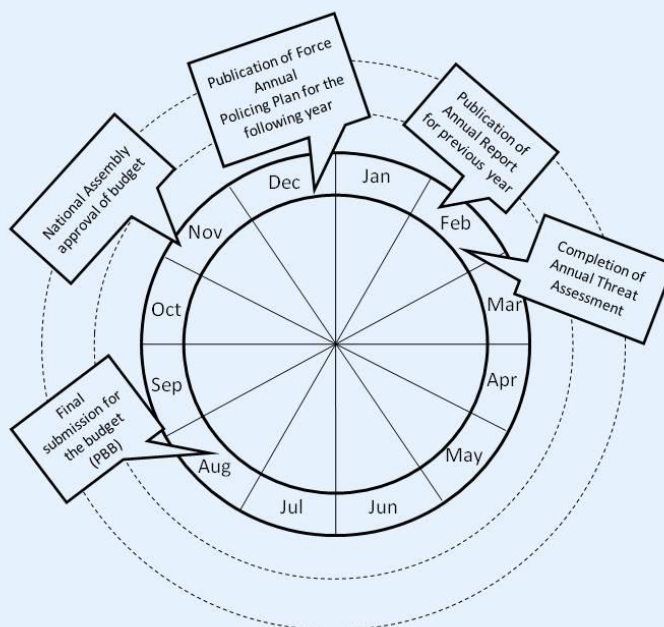 Publication of Force
Annual
Policing Plan for the
following year
Publication of
Annual Report
for previous year
National Assembly
approval of budget
Completion of
Annual Threat
Assessment
Final
submission for
the budget
(PBB)
Jan
Feb
Mar
Apr
May
Jun
Jul
Aug
Sep
Oct
Nov
Dec